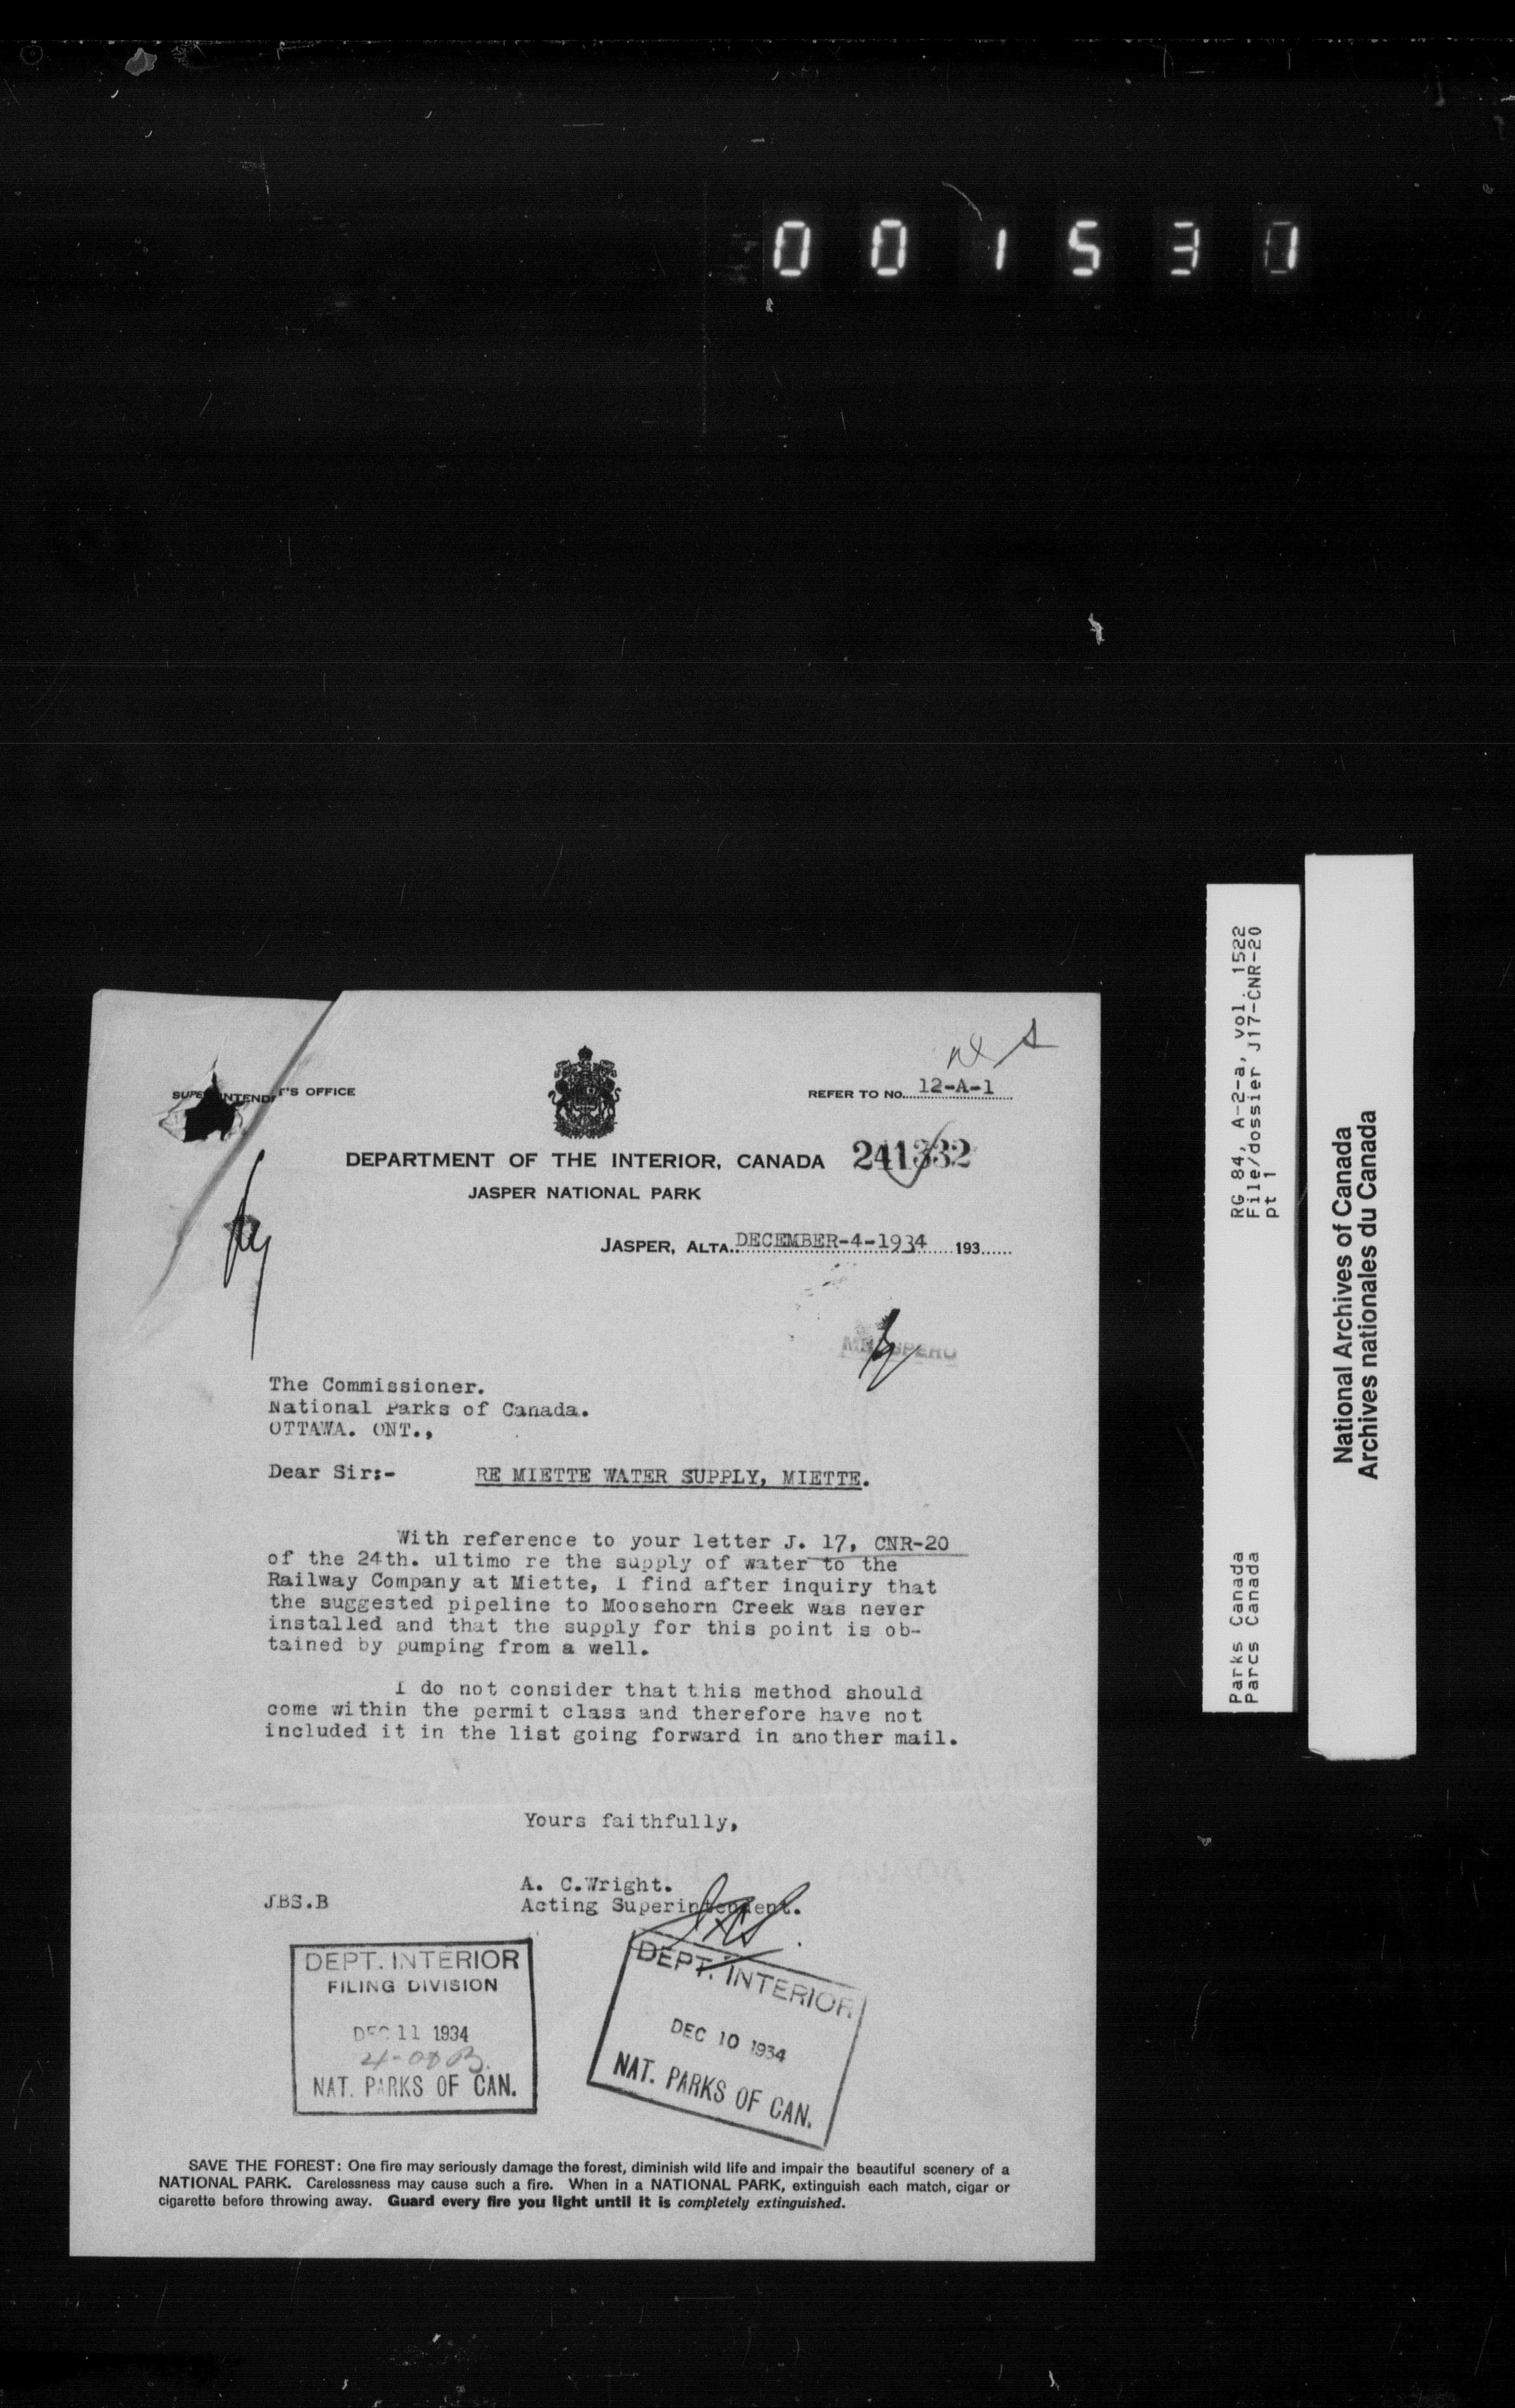 001531
SUPERINTENDENT'S OFFICE
REFER TO NO. 12-A-1
DEPARTMENT OF THE INTERIOR, CANADA 241332
JASPER NATIONAL PARK
JASPER, ALTA. DECEMBER-4-1934 193
The Commissioner.
National Parks of Canada.
OTTAWA. ONT.,
Dear Sir:- RE MIETTE WATER SUPPLY, MIETTE.
With reference to your letter J. 17, CNR-20
of the 24th. ultimo re the supply of water to the
Railway Company at Miette, I find after inquiry that
the suggested pipeline to Moosehorn Creek was never
installed and that the supply for this point is ob-
tained by pumping from a well.
I do not consider that this method should
come within the permit class and therefore have not
included it in the list going forward in another mail.
Yours faithfully,
A. C.Wright.
JBS.B
Acting Superintendent.
DEPT. INTERIOR
FILING DIVISION
DEC 11 1934
NAT. PARKS OF CAN.
DEPT. INTERIOR
DEC 10 1934
NAT. PARKS OF CAN.
SAVE THE FOREST: One fire may seriously damage the forest, diminish wild life and impair the beautiful scenery of a
NATIONAL PARK. Carelessness may cause such a fire. When in a NATIONAL PARK, extinguish each match, cigar or
cigarette before throwing away. Guard every fire you light until it is completely extinguished.
RG 84, A-2-a, vol. 1522
File/dossier J17-CNR-20
pt 1
Parks Canada
Parcs Canada
National Archives of Canada
Archives nationales du Canada